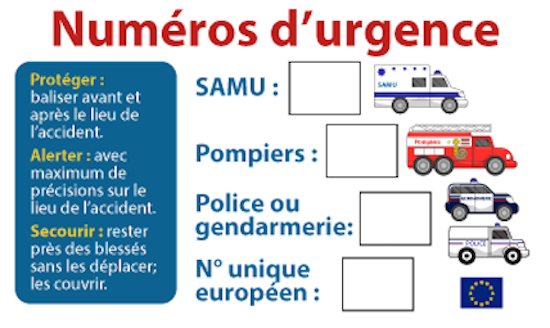 Numéros d'urgence
Protéger :
baliser avant et
après le lieu de
l'accident.
Alerter : avec
maximum de
précisions sur le
lieu de l'accident.
Secourir : rester
près des blessés
sans les déplacer;
les couvrir.
SAMU :
SAMU
Pompiers :
Pompiers
Police ou
gendarmerie:
GENDARMERIE
POLICE
N° unique
européen :